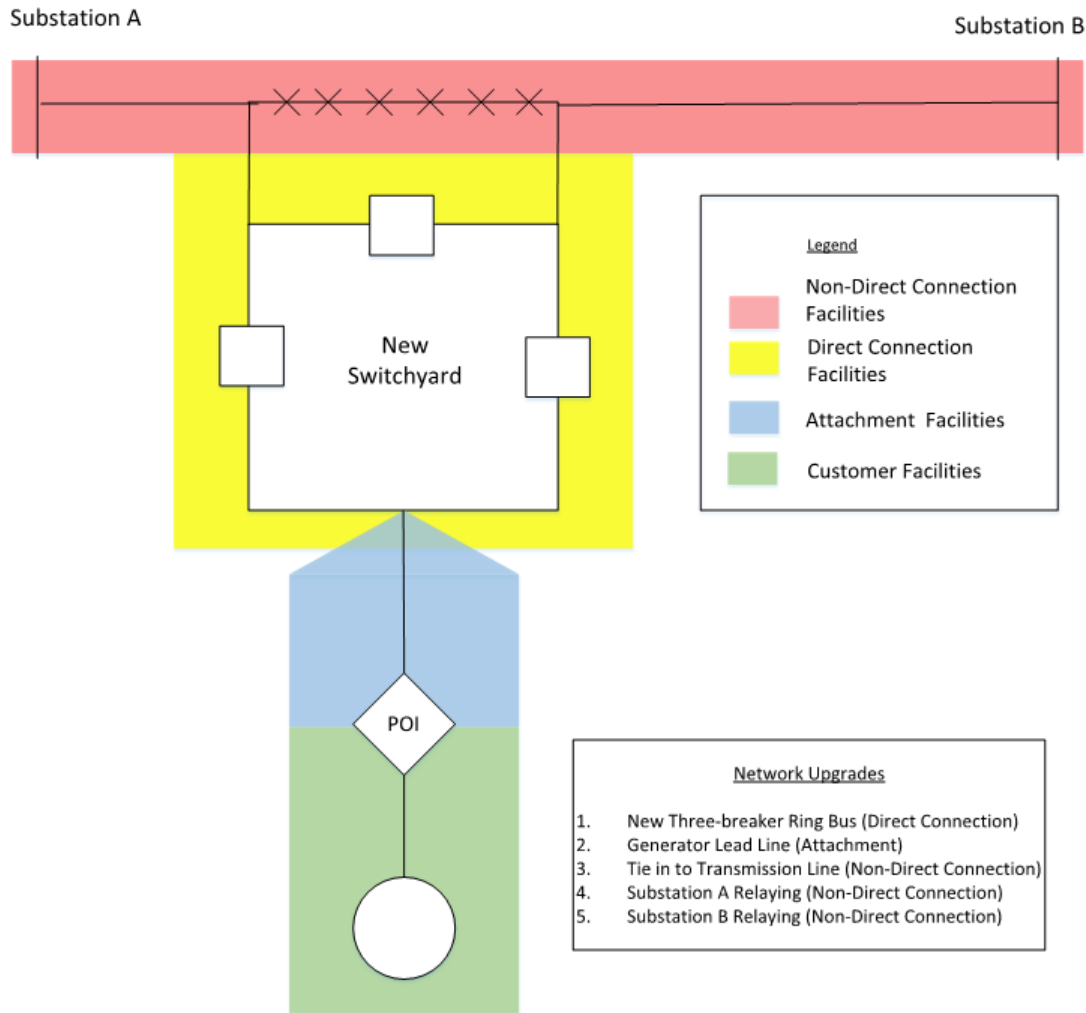 Substation A
Substation B
New
Switchyard
Legend
Non-Direct Connection
Facilities
Direct Connection
Facilities
Attachment Facilities
Customer Facilities
POI
Network Upgrades
1. New Three-breaker Ring Bus (Direct Connection)
2. Generator Lead Line (Attachment)
3. Tie in to Transmission Line (Non-Direct Connection)
4. Substation A Relaying (Non-Direct Connection)
5. Substation B Relaying (Non-Direct Connection)